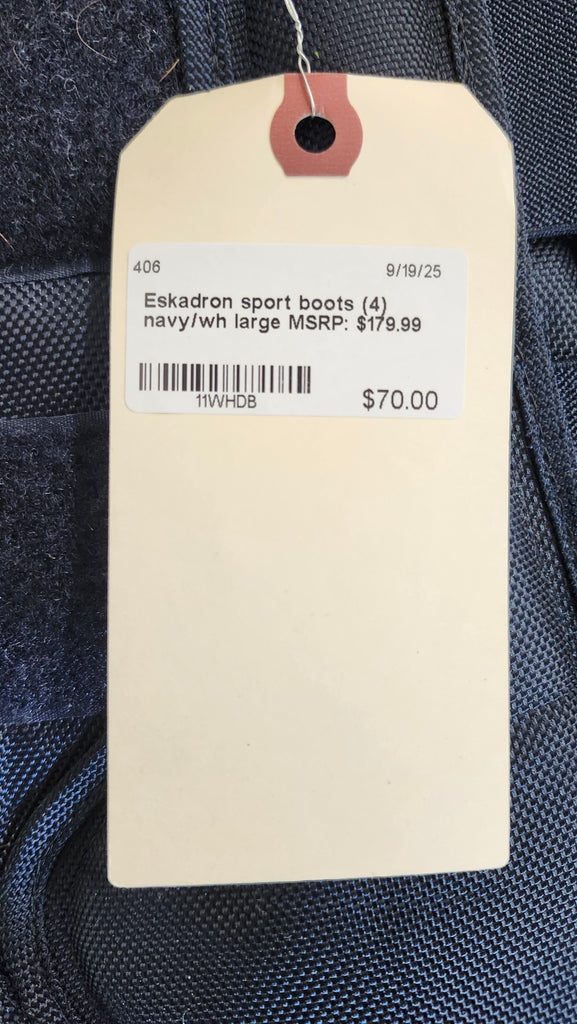 406
9/19/25
Eskadron sport boots (4)
navy/wh large MSRP: $179.99
11WHDB
$70.00